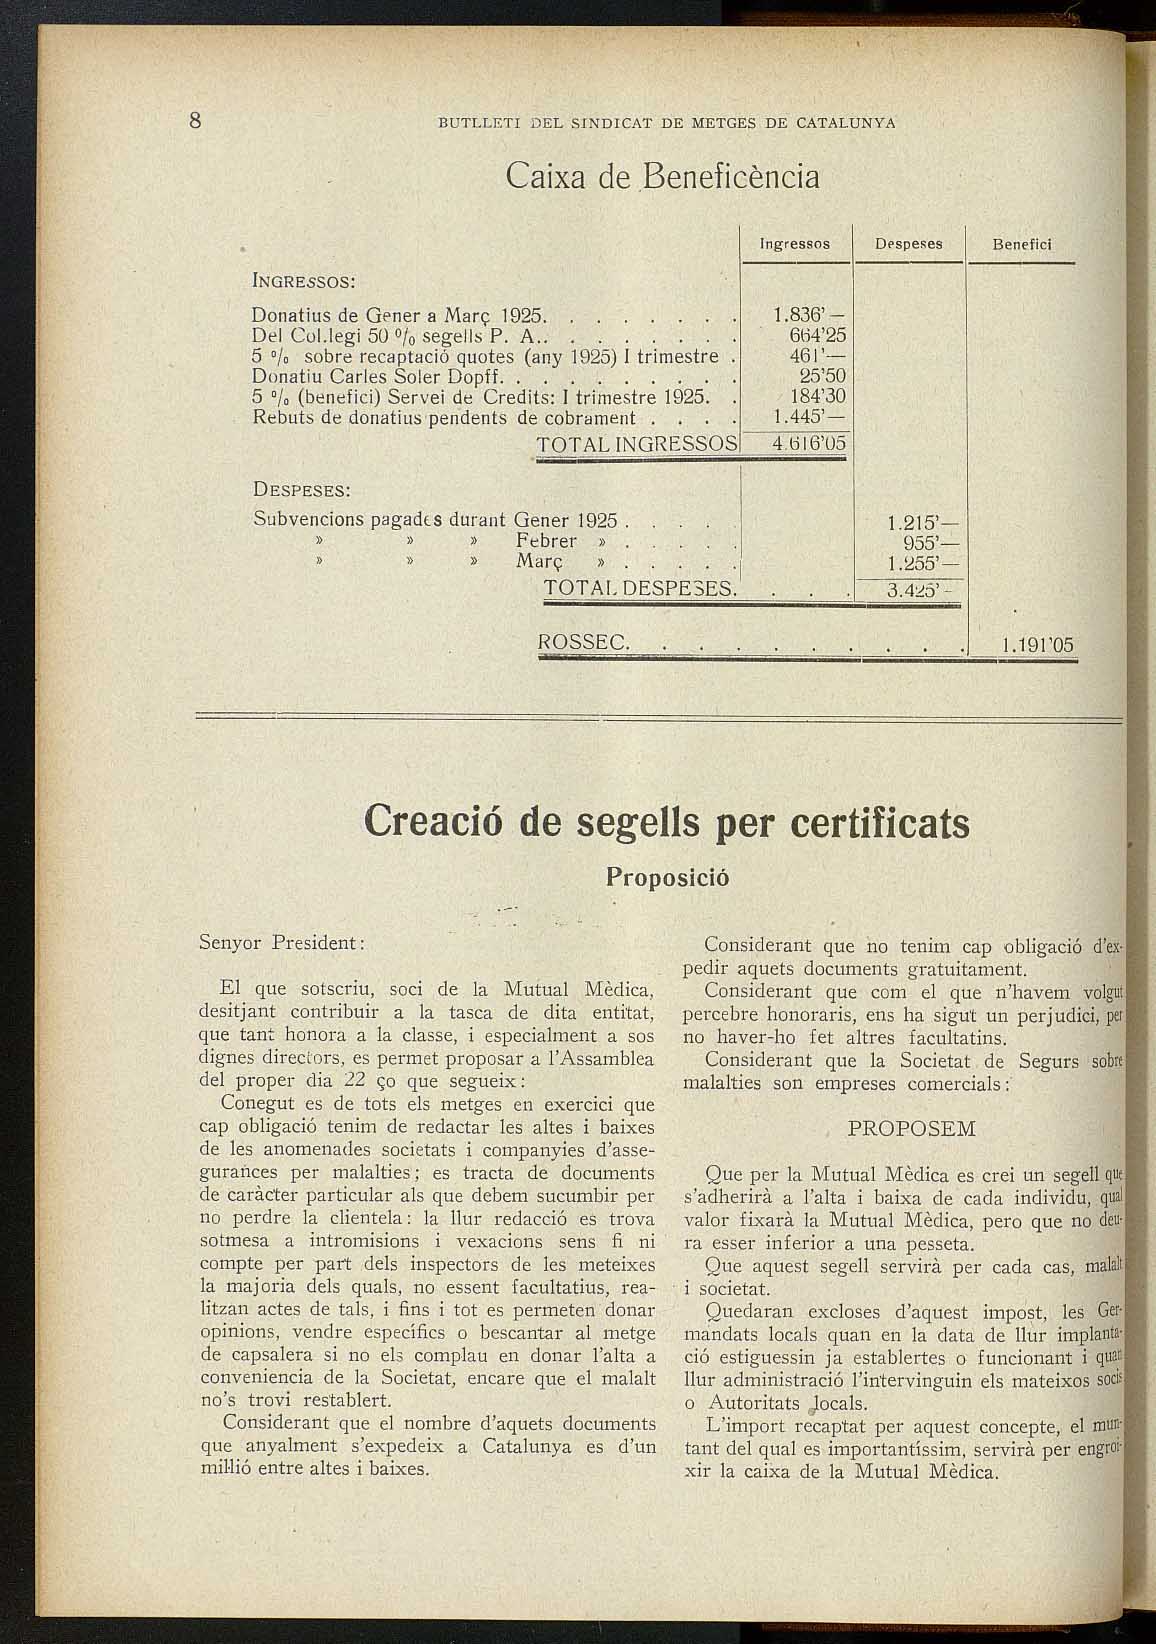 8
BUTLLETI DEL SINDICAT DE METGES DE CATALUNYA
Caixa de Beneficència
Ingressos Despeses Benefici
INGRESSOS:
Donatius de Gener a Març 1925. . . . . . . . 1.836'—
Del Col.legi 50 % segells P. A.. . . . . . . . 664'25
5 % sobre recaptació quotes (any 1925) I trimestre . 461'—
Donatiu Carles Soler Dopff. . . . . . . . . . 25'50
5 % (benefici) Servei de Credits: I trimestre 1925. . 184'30
Rebuts de donatius pendents de cobrament . . . . 1.445'—
TOTAL INGRESSOS 4.616'05
DESPESES:
Subvencions pagades durant Gener 1925 . . . . . 1.215'—
» » » Febrer » . . . . . 955'—
» » » Març » . . . . . 1.255'—
TOTAL DESPESES. . . . 3.425'-
ROSSEC. . . . . . . . . . . 1.191'05
Creació de segells per certificats
Proposició
Senyor President:
El que sotscriu, soci de la Mutual Mèdica,
desitjant contribuir a la tasca de dita entitat,
que tant honora a la classe, i especialment a sos
dignes directors, es permet proposar a l'Assamblea
del proper dia 22 ço que segueix:
Conegut es de tots els metges en exercici que
cap obligació tenim de redactar les altes i baixes
de les anomenades societats i companyies d'asse-
gurances per malalties; es tracta de documents
de caràcter particular als que debem sucumbir per
no perdre la clientela: la llur redacció es trova
sotmesa a intromisions i vexacions sens fi ni
compte per part dels inspectors de les meteixes
la majoria dels quals, no essent facultatius, rea-
litzan actes de tals, i fins i tot es permeten donar
opinions, vendre específics o bescantar al metge
de capsalera si no els complau en donar l'alta a
conveniencia de la Societat, encare que el malalt
no's trovi restablert.
Considerant que el nombre d'aquets documents
que anyalment s'expedeix a Catalunya es d'un
mil·lió entre altes i baixes.
Considerant que no tenim cap obligació d'ex-
pedir aquets documents gratuitament.
Considerant que com el que n'havem volgut
percebre honoraris, ens ha sigut un perjudici, per
no haver-ho fet altres facultatins.
Considerant que la Societat de Segurs sobre
malalties son empreses comercials:
PROPOSEM
Que per la Mutual Mèdica es crei un segell que
s'adherirà a l'alta i baixa de cada individu, qual
valor fixarà la Mutual Mèdica, pero que no deu-
ra esser inferior a una pesseta.
Que aquest segell servirà per cada cas, malalt
i societat.
Quedaran excloses d'aquest impost, les Ger-
mandats locals quan en la data de llur implanta-
ció estiguessin ja establertes o funcionant i quan
llur administració l'intervinguin els mateixos socis
o Autoritats locals.
L'import recaptat per aquest concepte, el mun-
tant del qual es importantíssim, servirà per engroi-
xir la caixa de la Mutual Mèdica.